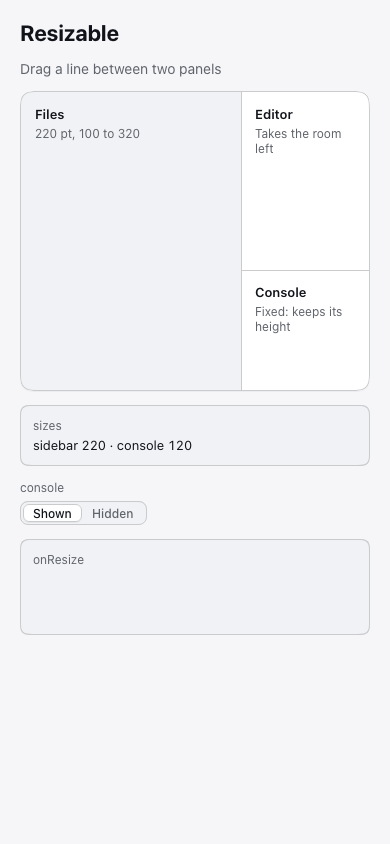 Resizable
Drag a line between two panels
Files
220 pt, 100 to 320
Editor
Takes the room
left
Console
Fixed: keeps its
height
sizes
sidebar 220 · console 120
console
Shown
Hidden
onResize